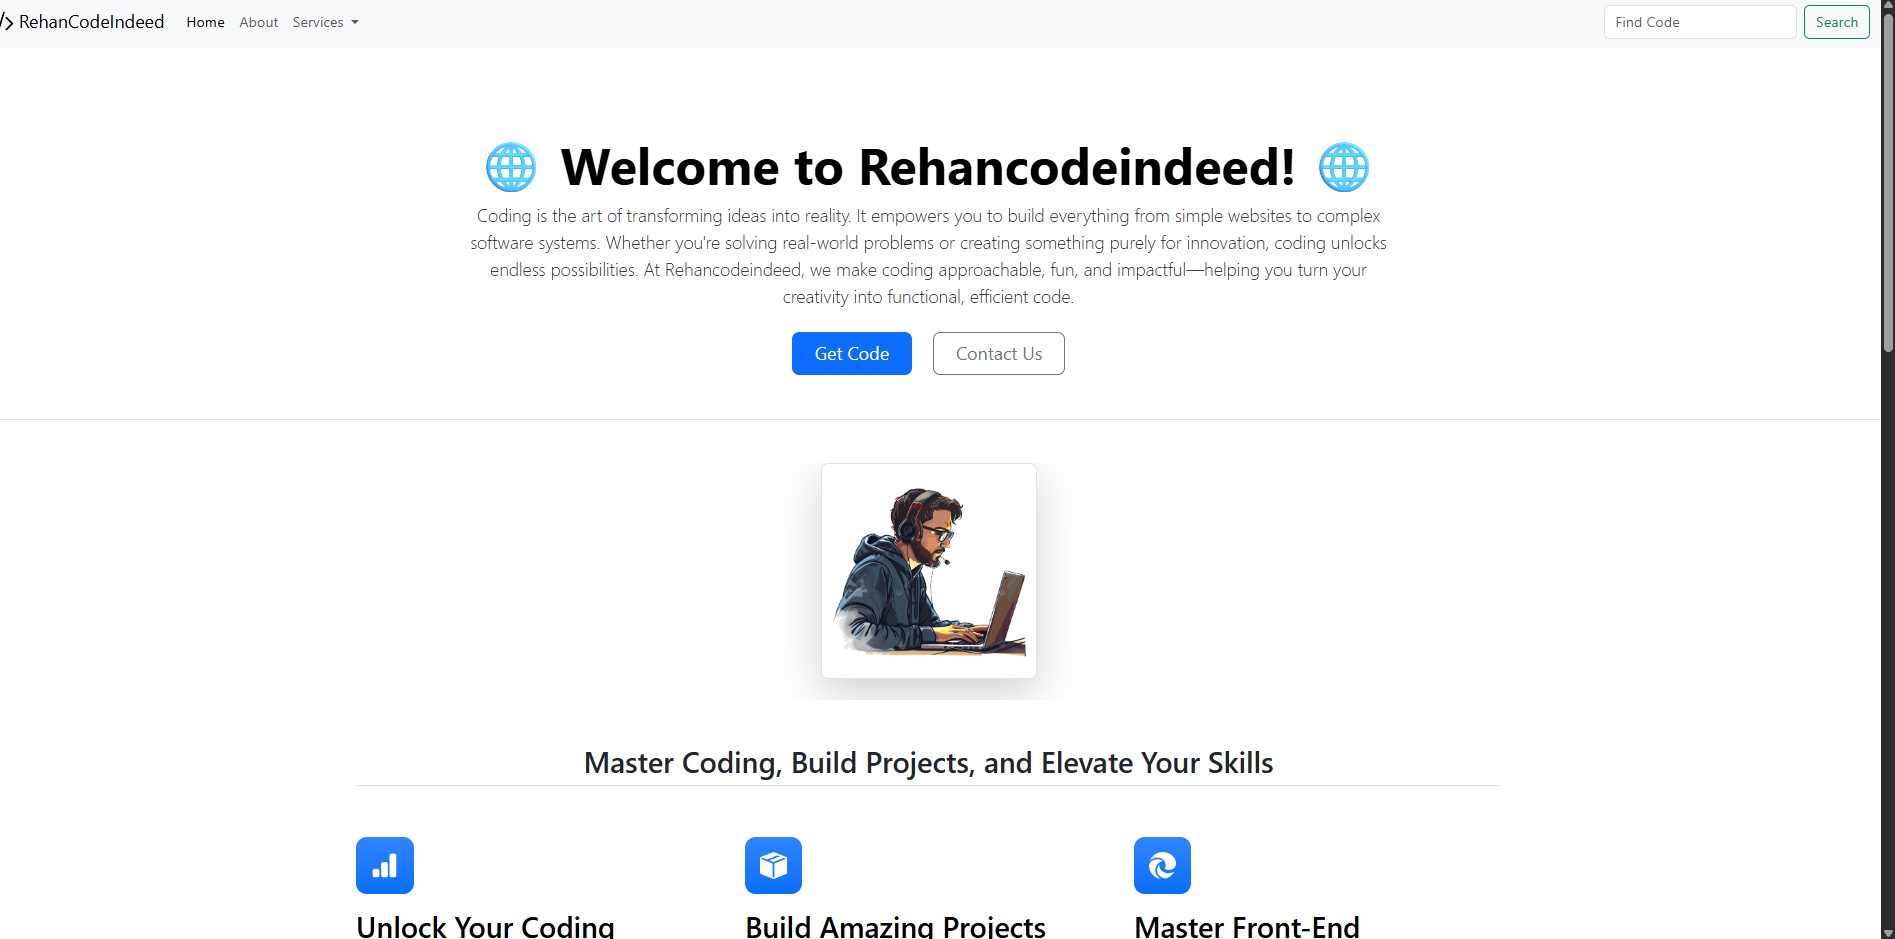 RehanCodeIndeed Home About Services Find Code Search
Welcome to Rehancodeindeed!
Coding is the art of transforming ideas into reality. It empowers you to build everything from simple websites to complex
software systems. Whether you're solving real-world problems or creating something purely for innovation, coding unlocks
endless possibilities. At Rehancodeindeed, we make coding approachable, fun, and impactful—helping you turn your
creativity into functional, efficient code.
Get Code Contact Us
Master Coding, Build Projects, and Elevate Your Skills
Unlock Your Coding
Build Amazing Projects
Master Front-End